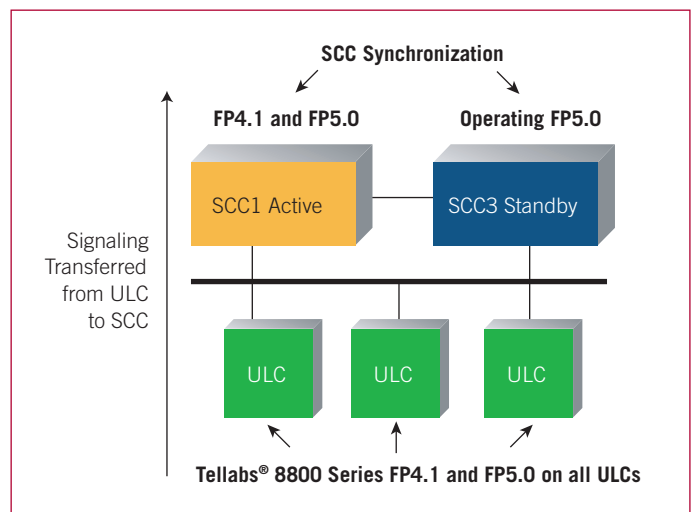 SCC Synchronization
FP4.1 and FP5.0
Operating FP5.0
SCC1 Active
SCC3 Standby
Signaling
Transferred
from ULC
to SCC
ULC
ULC
ULC
Tellabs® 8800 Series FP4.1 and FP5.0 on all ULCs